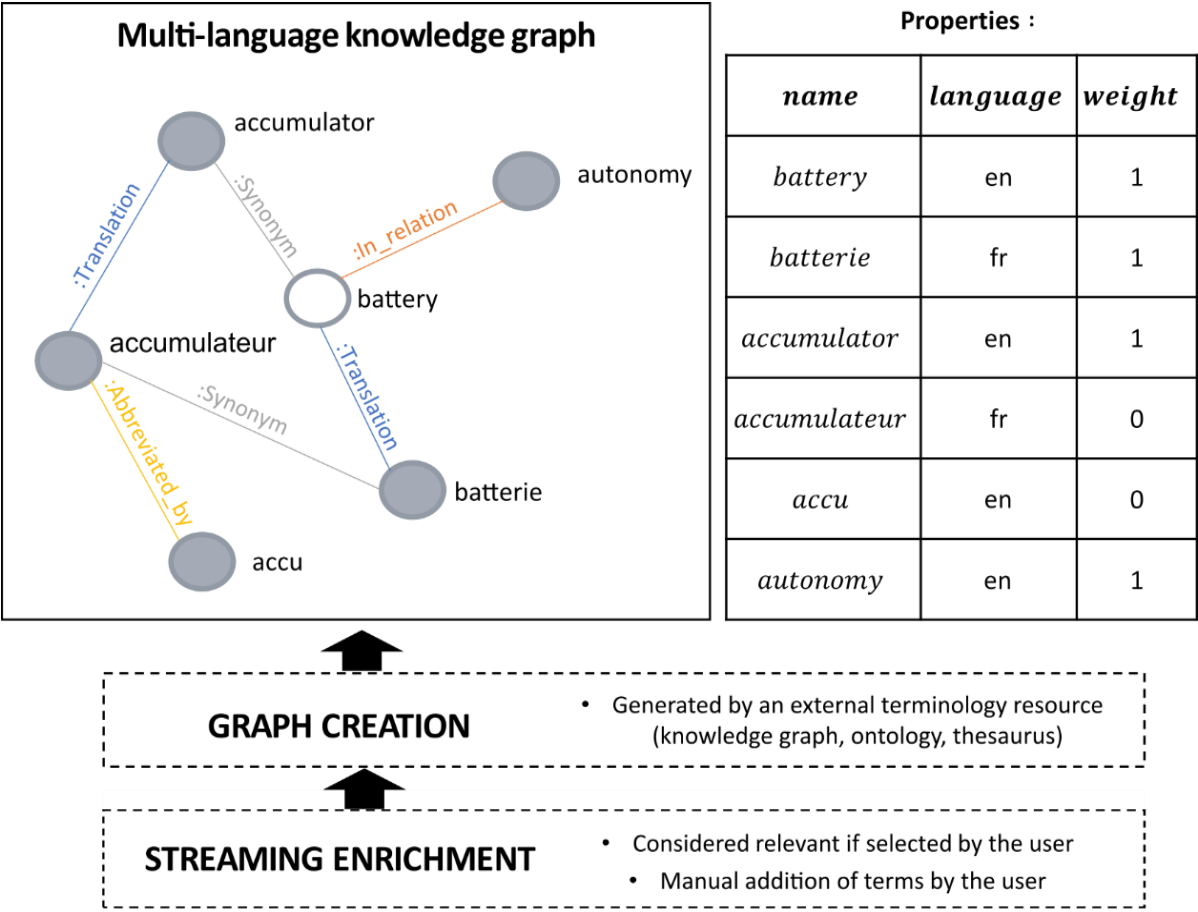 Multi-language knowledge graph
accumulator
autonomy
:Translation
:Synonym
:In_relation
battery
accumulateur
:Abbreviated_by
:Synonym
:Translation
batterie
accu
Properties :
name language weight
battery en 1
batterie fr 1
accumulator en 1
accumulateur fr 0
accu en 0
autonomy en 1
GRAPH CREATION
• Generated by an external terminology resource
(knowledge graph, ontology, thesaurus)
STREAMING ENRICHMENT
• Considered relevant if selected by the user
• Manual addition of terms by the user